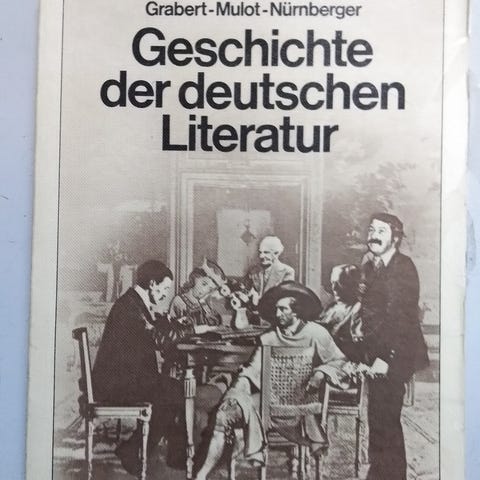 Grabert-Mulot-Nürnberger
Geschichte
der deutschen
Literatur